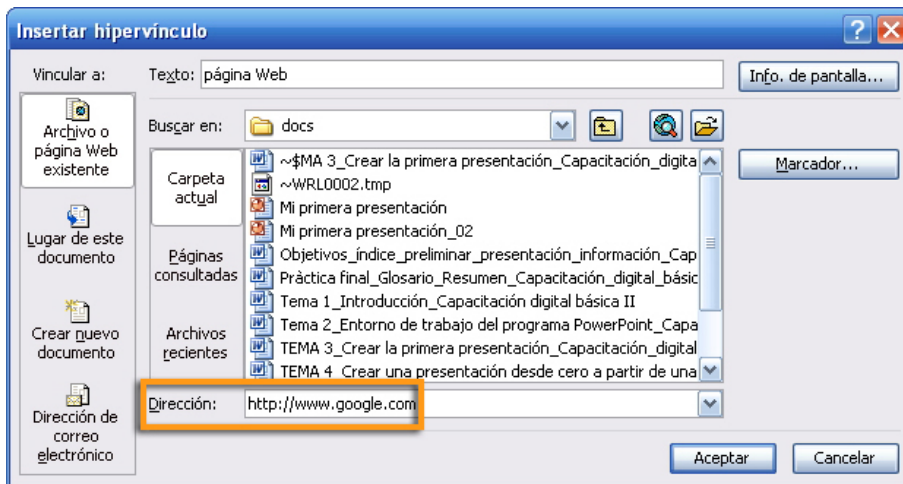 Insertar hipervínculo
Vincular a:
Texto: página Web
Info. de pantalla...
Archivo o
página Web
existente
Buscar en: docs
Marcador...
Carpeta
actual
~$MA 3_Crear la primera presentación_Capacitación_digita
~WRL0002.tmp
Mi primera presentación
Mi primera presentación_02
Lugar de este
documento
Páginas
consultadas
Objetivos_índice_preliminar_presentación_información_Cap
Pràctica final_Glosario_Resumen_Capacitación_digital_básic
Tema 1_Introducción_Capacitación digital básica II
Crear nuevo
documento
Archivos
recientes
Tema 2_Entorno de trabajo del programa PowerPoint_Capa
TEMA 3_Crear la primera presentación_Capacitación_digital
TEMA 4_Crear una presentación desde cero a partir de una
Dirección de
correo
electrónico
Dirección: http://www.google.com
Aceptar
Cancelar